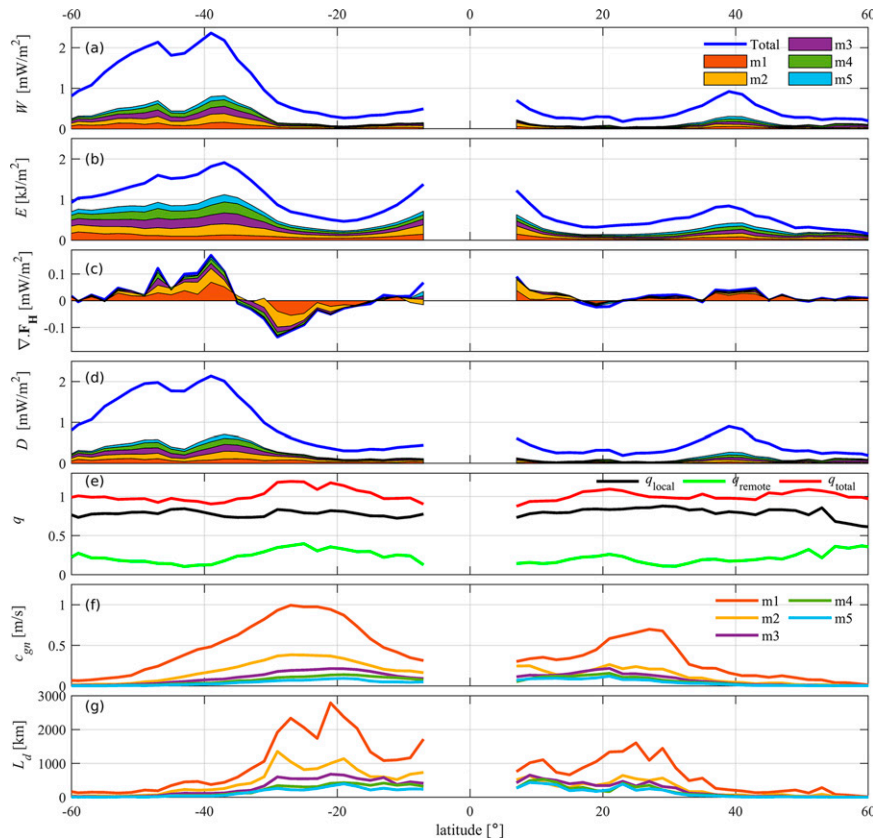 -60 -40 -20 0 20 40 60
(a)
W [mW/m²]
2
1
0
Total m3
m1 m4
m2 m5
(b)
E [kJ/m²]
2
1
0
(c)
∇.F_H [mW/m²]
0.1
0
-0.1
(d)
D [mW/m²]
2
1
0
(e)
q
1
0.5
0
q_local q_remote q_total
(f)
c_gn [m/s]
1
0.5
0
m1 m4
m2 m5
m3
(g)
L_d [km]
3000
2000
1000
0
-60 -40 -20 0 20 40 60
latitude [°]